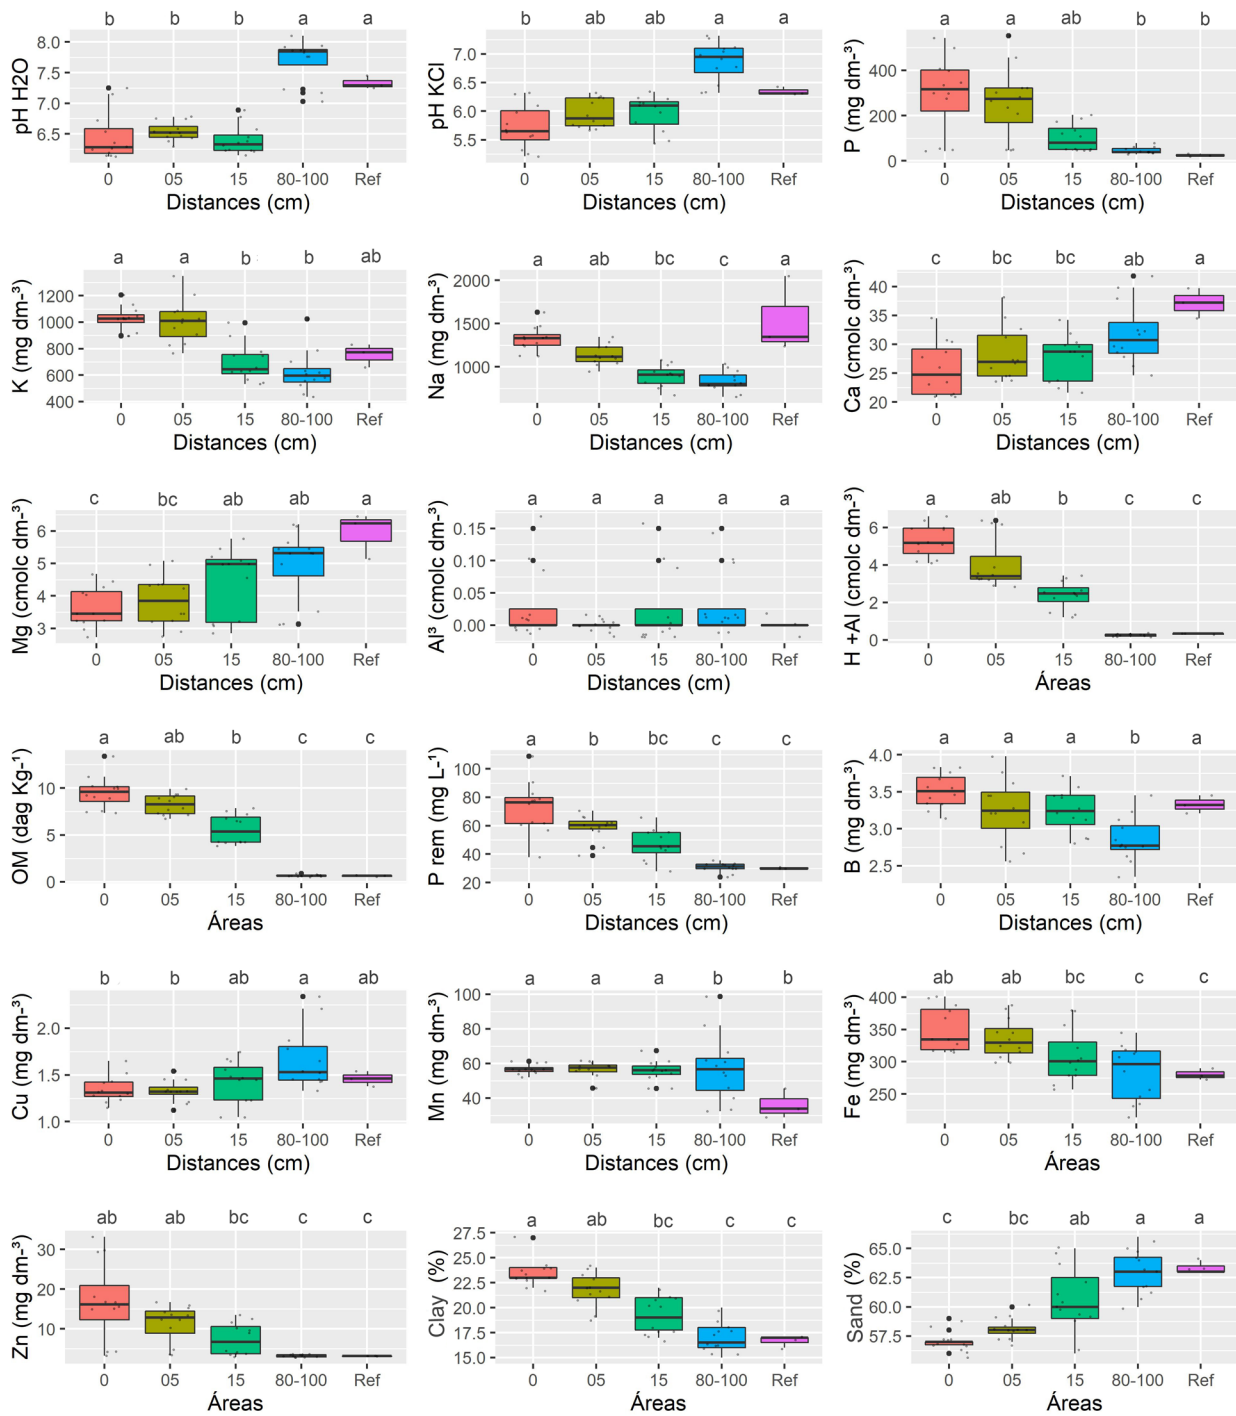 b b b a a
pH H2O
8.0
7.5
7.0
6.5
0 05 15 80-100 Ref
Distances (cm)
b ab ab a a
pH KCl
7.0
6.5
6.0
5.5
0 05 15 80-100 Ref
Distances (cm)
a a ab b b
P (mg dm-³)
400
200
0
0 05 15 80-100 Ref
Distances (cm)
a a b b ab
K (mg dm-³)
1200
1000
800
600
400
0 05 15 80-100 Ref
Distances (cm)
a ab bc c a
Na (mg dm-³)
2000
1500
1000
0 05 15 80-100 Ref
Distances (cm)
c bc bc ab a
Ca (cmolc dm-³)
40
35
30
25
20
0 05 15 80-100 Ref
Distances (cm)
c bc ab ab a
Mg (cmolc dm-³)
6
5
4
3
0 05 15 80-100 Ref
Distances (cm)
a a a a a
Al³ (cmolc dm-³)
0.15
0.10
0.05
0.00
0 05 15 80-100 Ref
Distances (cm)
a ab b c c
H +Al (cmolc dm-³)
6
4
2
0
0 05 15 80-100 Ref
Áreas
a ab b c c
OM (dag Kg-¹)
10
5
0
0 05 15 80-100 Ref
Áreas
a b bc c c
P rem (mg L-¹)
100
80
60
40
20
0 05 15 80-100 Ref
Distances (cm)
a a a b a
B (mg dm-³)
4.0
3.5
3.0
2.5
0 05 15 80-100 Ref
Distances (cm)
b b ab a ab
Cu (mg dm-³)
2.0
1.5
1.0
0 05 15 80-100 Ref
Distances (cm)
a a a b b
Mn (mg dm-³)
100
80
60
40
0 05 15 80-100 Ref
Distances (cm)
ab ab bc c c
Fe (mg dm-³)
400
350
300
250
0 05 15 80-100 Ref
Áreas
ab ab bc c c
Zn (mg dm-³)
30
20
10
0 05 15 80-100 Ref
Áreas
a ab bc c c
Clay (%)
27.5
25.0
22.5
20.0
17.5
15.0
0 05 15 80-100 Ref
Áreas
c bc ab a a
Sand (%)
65.0
62.5
60.0
57.5
0 05 15 80-100 Ref
Áreas